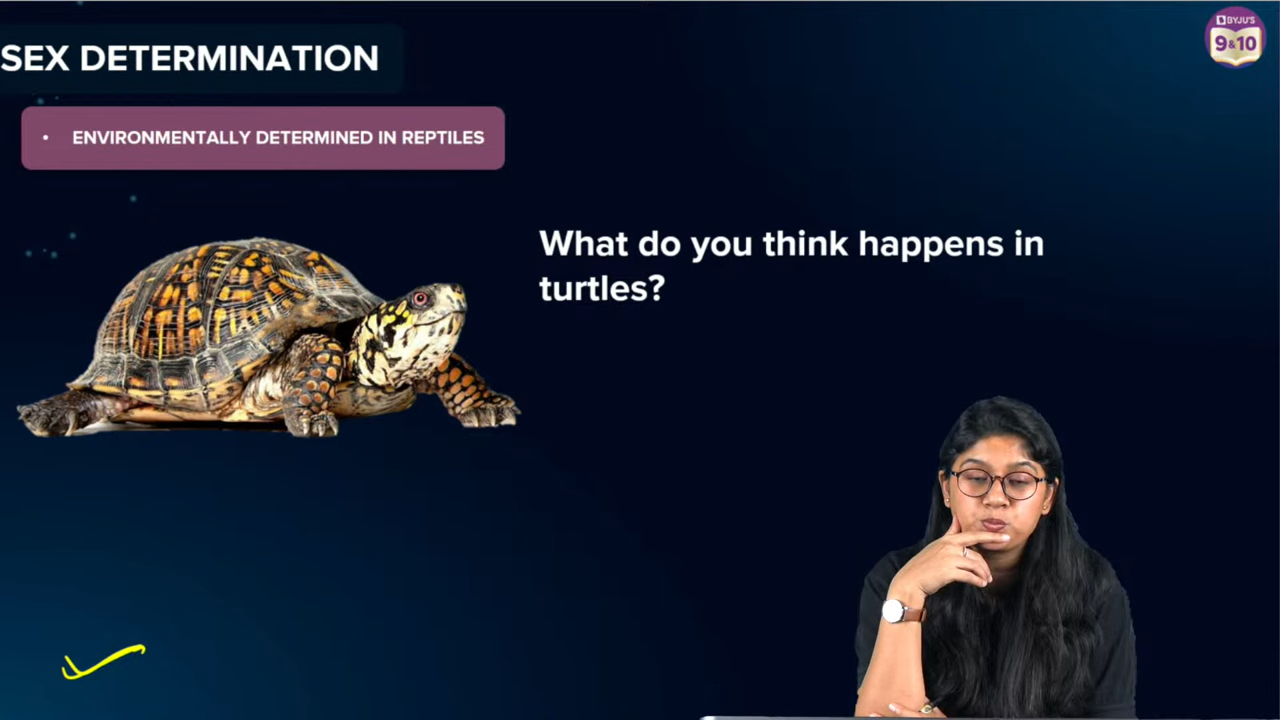 BYJU'S
9&10
SEX DETERMINATION
• ENVIRONMENTALLY DETERMINED IN REPTILES
What do you think happens in
turtles?